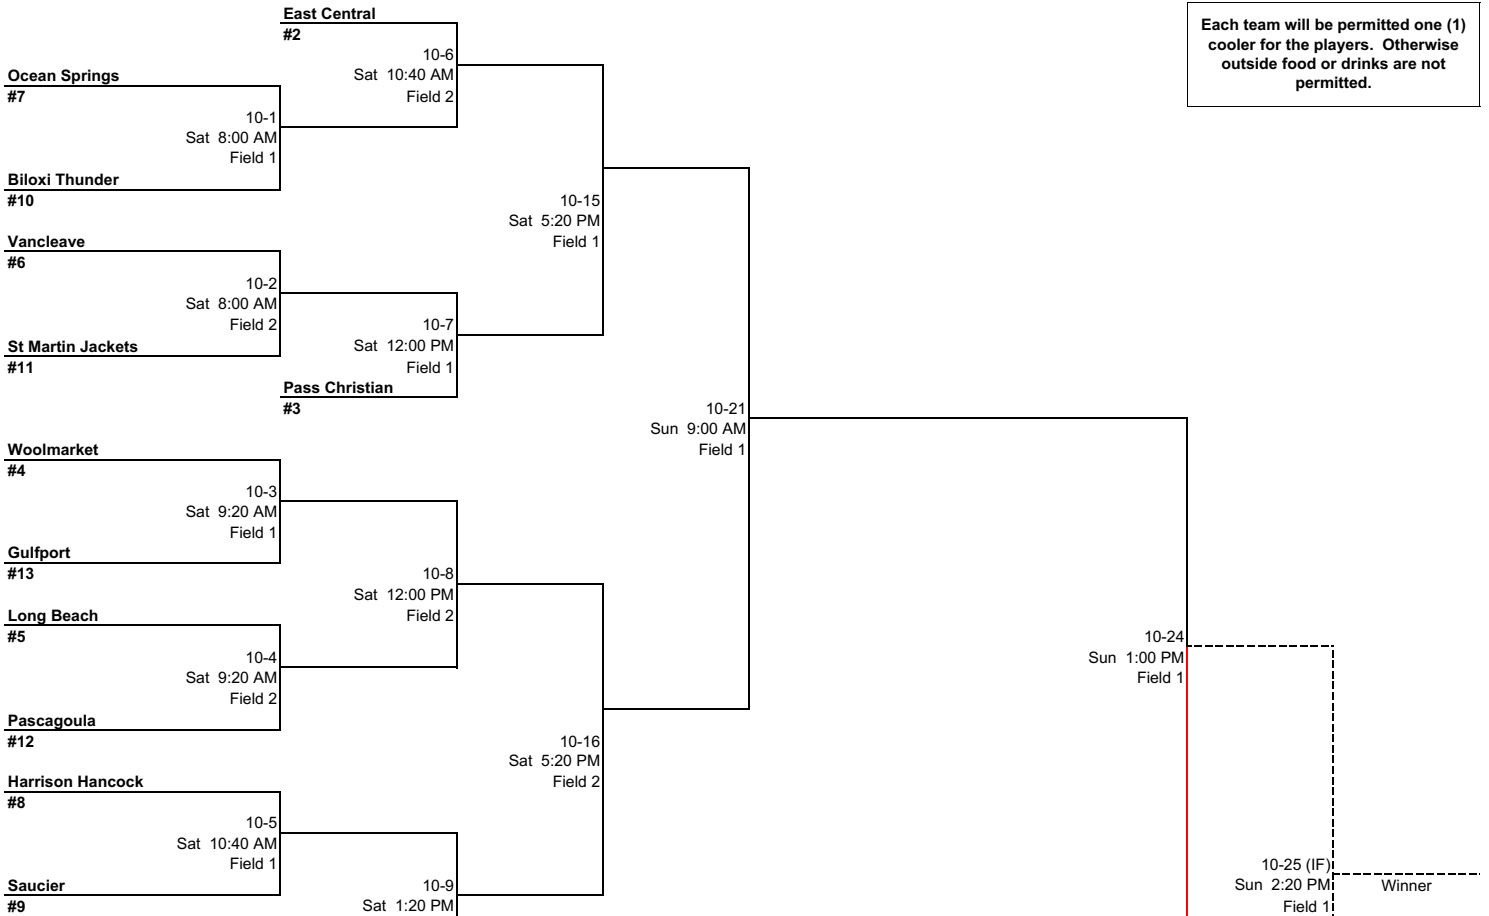 East Central
#2
10-6
Sat 10:40 AM
Field 2
Each team will be permitted one (1)
cooler for the players. Otherwise
outside food or drinks are not
permitted.
Ocean Springs
#7
10-1
Sat 8:00 AM
Field 1
Biloxi Thunder
#10
10-15
Sat 5:20 PM
Field 1
Vancleave
#6
10-2
Sat 8:00 AM
Field 2
St Martin Jackets
#11
10-7
Sat 12:00 PM
Field 1
Pass Christian
#3
10-21
Sun 9:00 AM
Field 1
Woolmarket
#4
10-3
Sat 9:20 AM
Field 1
Gulfport
#13
10-8
Sat 12:00 PM
Field 2
Long Beach
#5
10-4
Sat 9:20 AM
Field 2
Pascagoula
#12
10-24
Sun 1:00 PM
Field 1
10-16
Sat 5:20 PM
Field 2
Harrison Hancock
#8
10-5
Sat 10:40 AM
Field 1
Saucier
#9
10-9
Sat 1:20 PM
10-25 (IF)
Sun 2:20 PM
Field 1
Winner